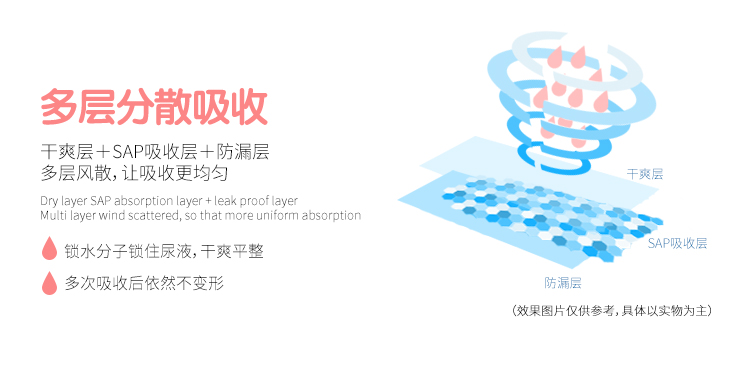 多层分散吸收
干爽层＋SAP吸收层＋防漏层
多层风散，让吸收更均匀
Dry layer SAP absorption layer + leak proof layer
Multi layer wind scattered, so that more uniform absorption
锁水分子锁住尿液，干爽平整
多次吸收后依然不变形
干爽层
SAP吸收层
防漏层
（效果图片仅供参考，具体以实物为主）